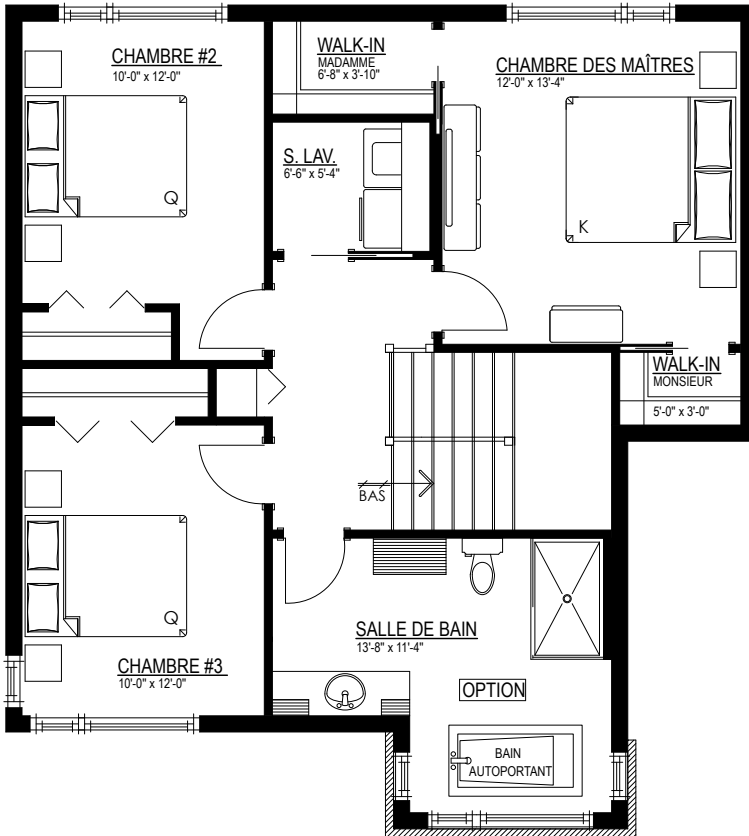 CHAMBRE #2
10'-0" x 12'-0"
Q
WALK-IN
MADAMME
6'-8" x 3'-10"
CHAMBRE DES MAÎTRES
12'-0" x 13'-4"
K
S. LAV.
6'-6" x 5'-4"
WALK-IN
MONSIEUR
5'-0" x 3'-0"
BAS
Q
CHAMBRE #3
10'-0" x 12'-0"
SALLE DE BAIN
13'-8" x 11'-4"
OPTION
BAIN
AUTOPORTANT